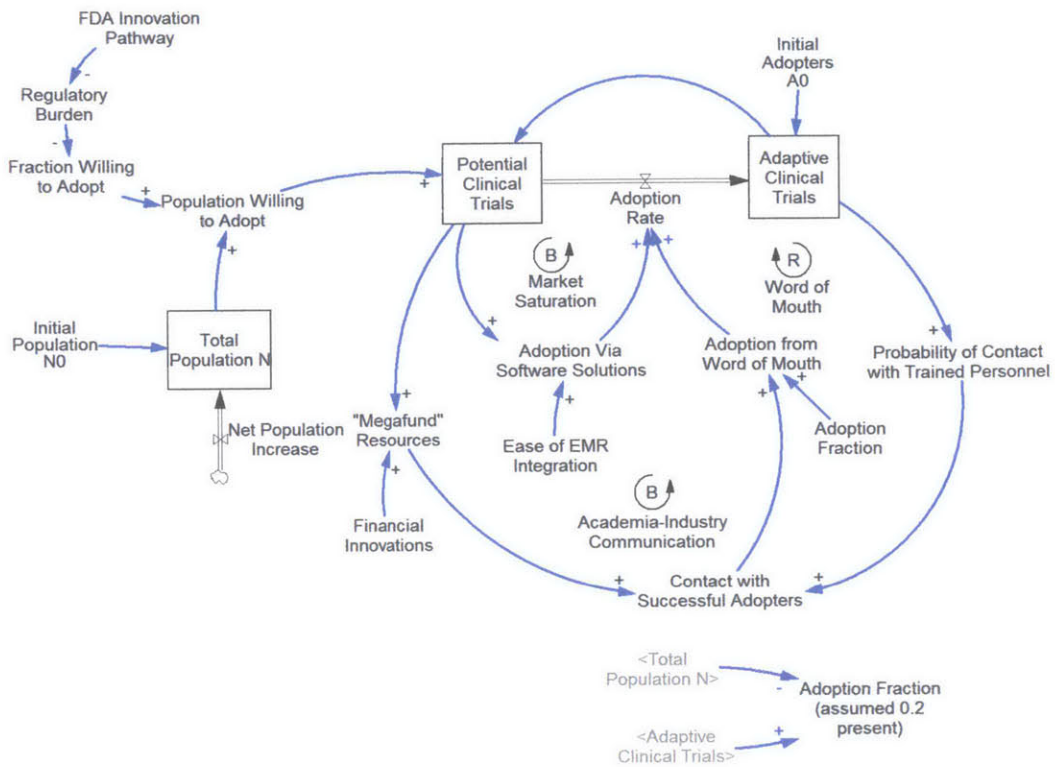 FDA Innovation
Pathway
-
Regulatory
Burden
-
Fraction Willing
to Adopt
+
Population Willing
to Adopt
+
+
Initial
Population
N0
Total
Population N
Net Population
Increase
Potential
Clinical
Trials
Adoption
Rate
+
+
Initial
Adopters
A0
Adaptive
Clinical
Trials
B
Market
Saturation
R
Word of
Mouth
+
Adoption Via
Software Solutions
+
Ease of EMR
Integration
Adoption from
Word of Mouth
+
+
Adoption
Fraction
+
Probability of Contact
with Trained Personnel
+
"Megafund"
Resources
+
Financial
Innovations
B
Academia-Industry
Communication
+
Contact with
Successful Adopters
+
<Total
Population N>
-
Adoption Fraction
(assumed 0.2
present)
+
<Adaptive
Clinical Trials>